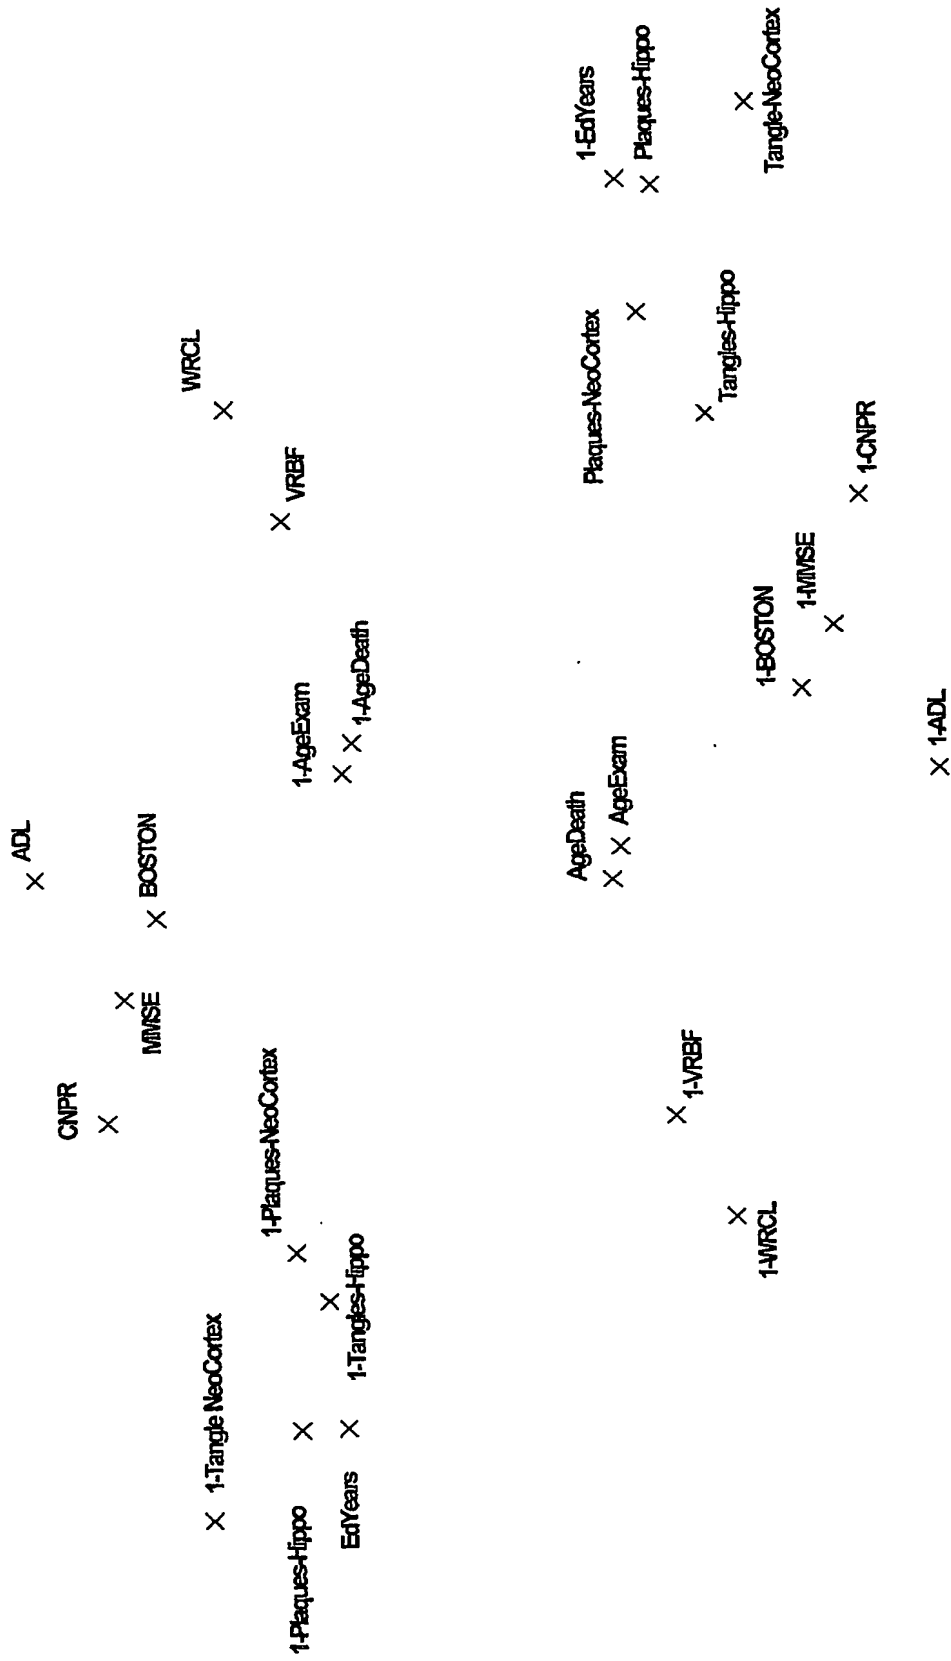 ADL
CNPR
MMSE
BOSTON
WRCL
1-Tangle NeoCortex
1-Plaques-NeoCortex
VRBF
1-Plaques-Hippo
1-AgeExam
EdYears
1-Tangles-Hippo
1-AgeDeath
AgeDeath
1-EdYears
Plaques-NeoCortex
AgeExam
Plaques-Hippo
1-VRBF
Tangles-Hippo
1-WRCL
1-BOSTON
Tangle-NeoCortex
1-MMSE
1-CNPR
1-ADL